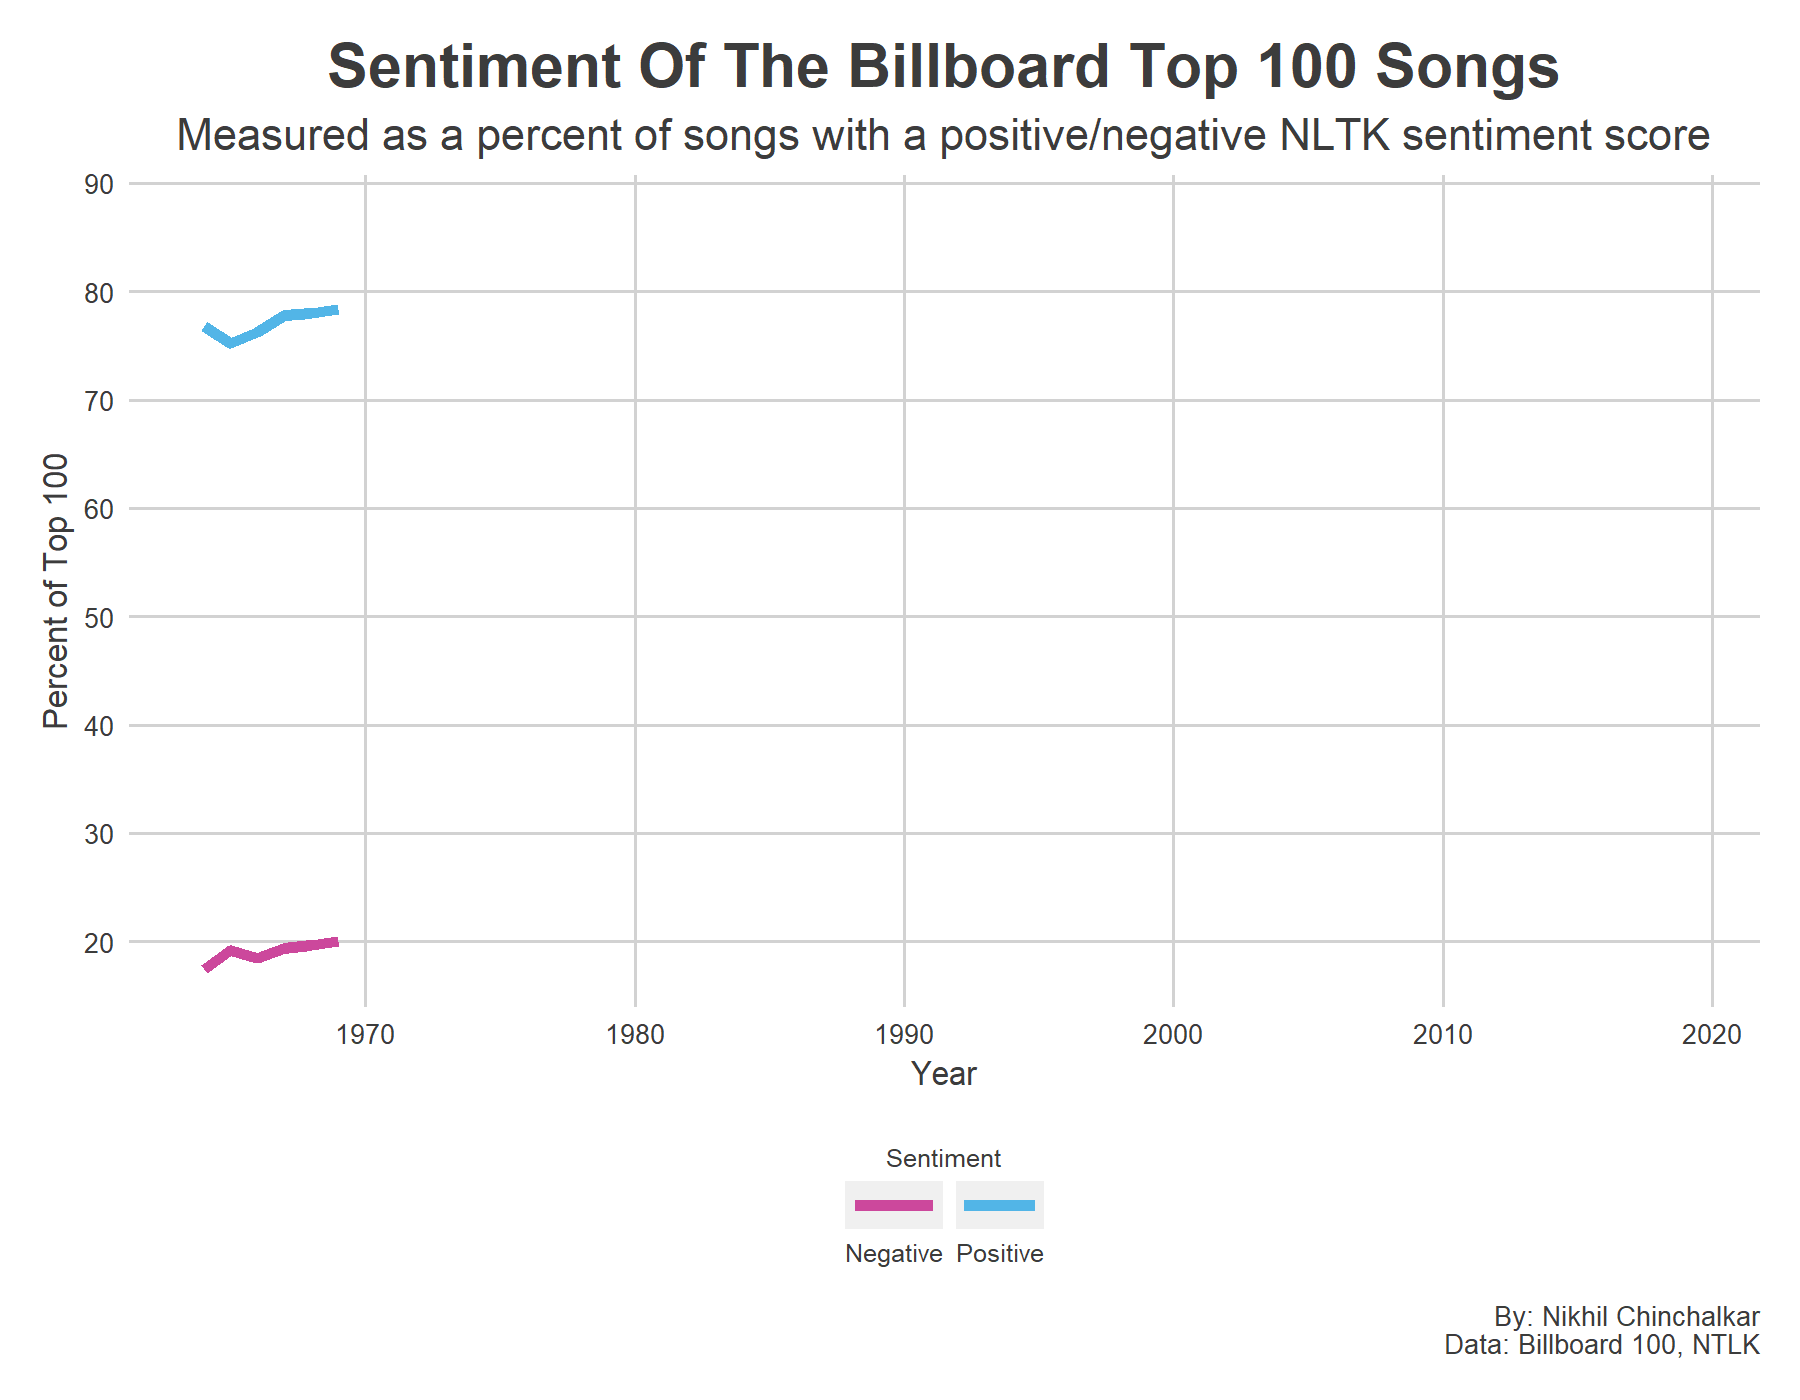 Sentiment Of The Billboard Top 100 Songs
Measured as a percent of songs with a positive/negative NLTK sentiment score
90
80
70
60
50
40
30
20
Percent of Top 100
1970 1980 1990 2000 2010 2020
Year
Sentiment
Negative Positive
By: Nikhil Chinchalkar
Data: Billboard 100, NTLK